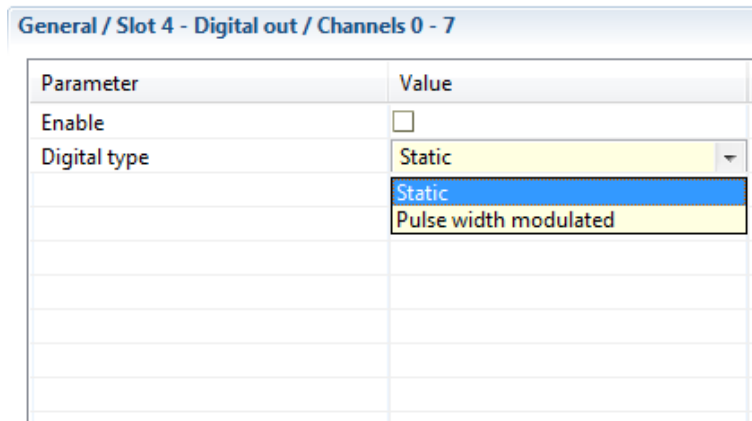 General / Slot 4 - Digital out / Channels 0 - 7
Parameter Value
Enable
Digital type Static
Static
Pulse width modulated